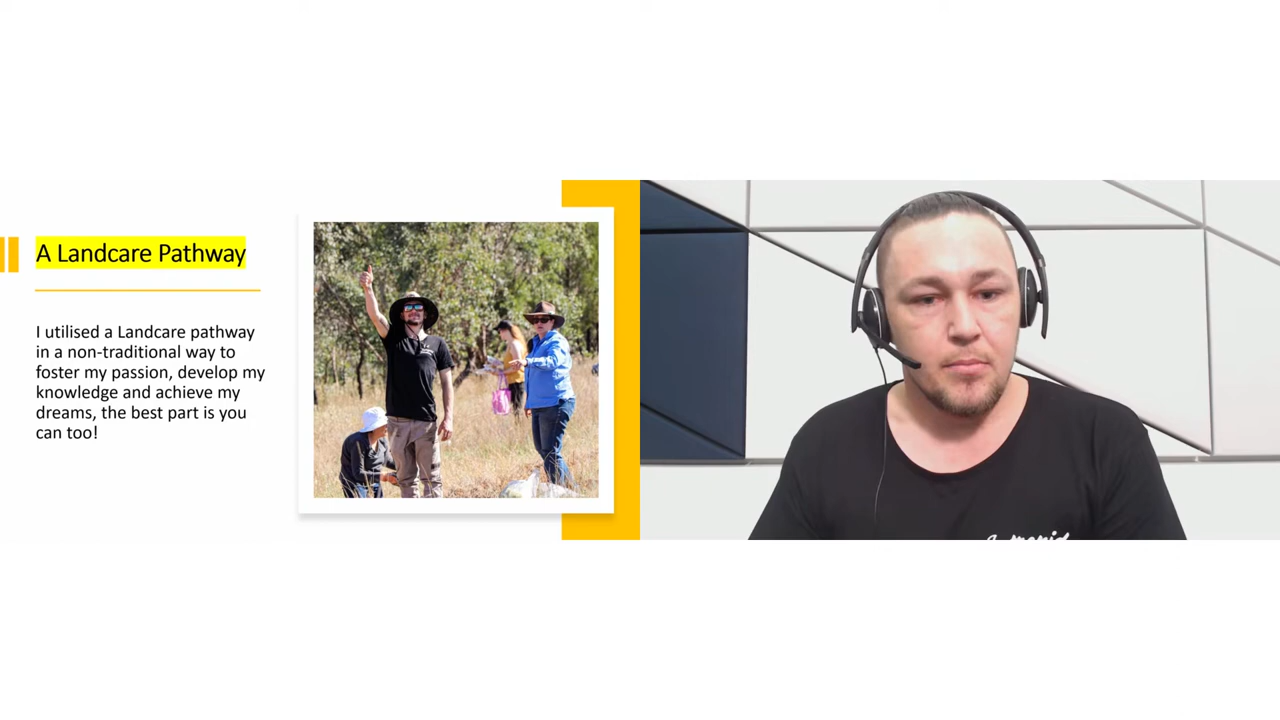 A Landcare Pathway
I utilised a Landcare pathway
in a non-traditional way to
foster my passion, develop my
knowledge and achieve my
dreams, the best part is you
can too!